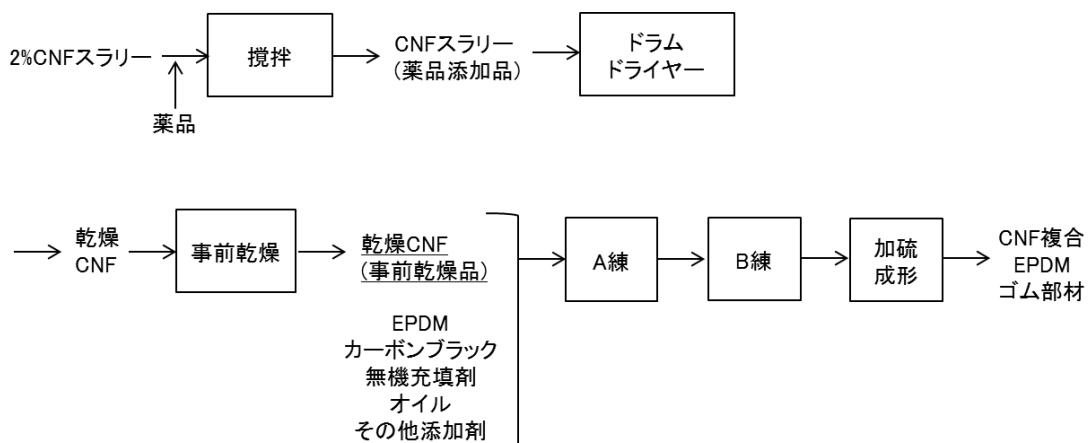 2%CNFスラリー
薬品
撹拌
CNFスラリー
(薬品添加品)
ドラム
ドライヤー
乾燥
CNF
事前乾燥
乾燥CNF
(事前乾燥品)
EPDM
カーボンブラック
無機充填剤
オイル
その他添加剤
A練
B練
加硫
成形
CNF複合
EPDM
ゴム部材